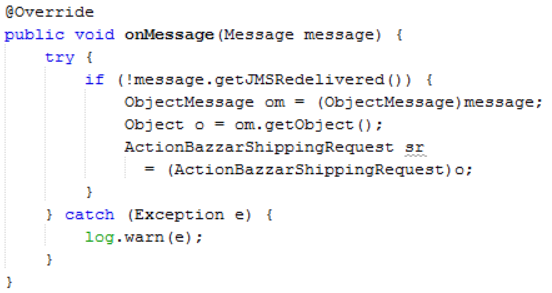 @Override
public void onMessage(Message message) {
    try {
        if (!message.getJMSRedelivered()) {
            ObjectMessage om = (ObjectMessage)message;
            Object o = om.getObject();
            ActionBazzarShippingRequest sr
              = (ActionBazzarShippingRequest)o;
        }
    } catch (Exception e) {
        log.warn(e);
    }
}